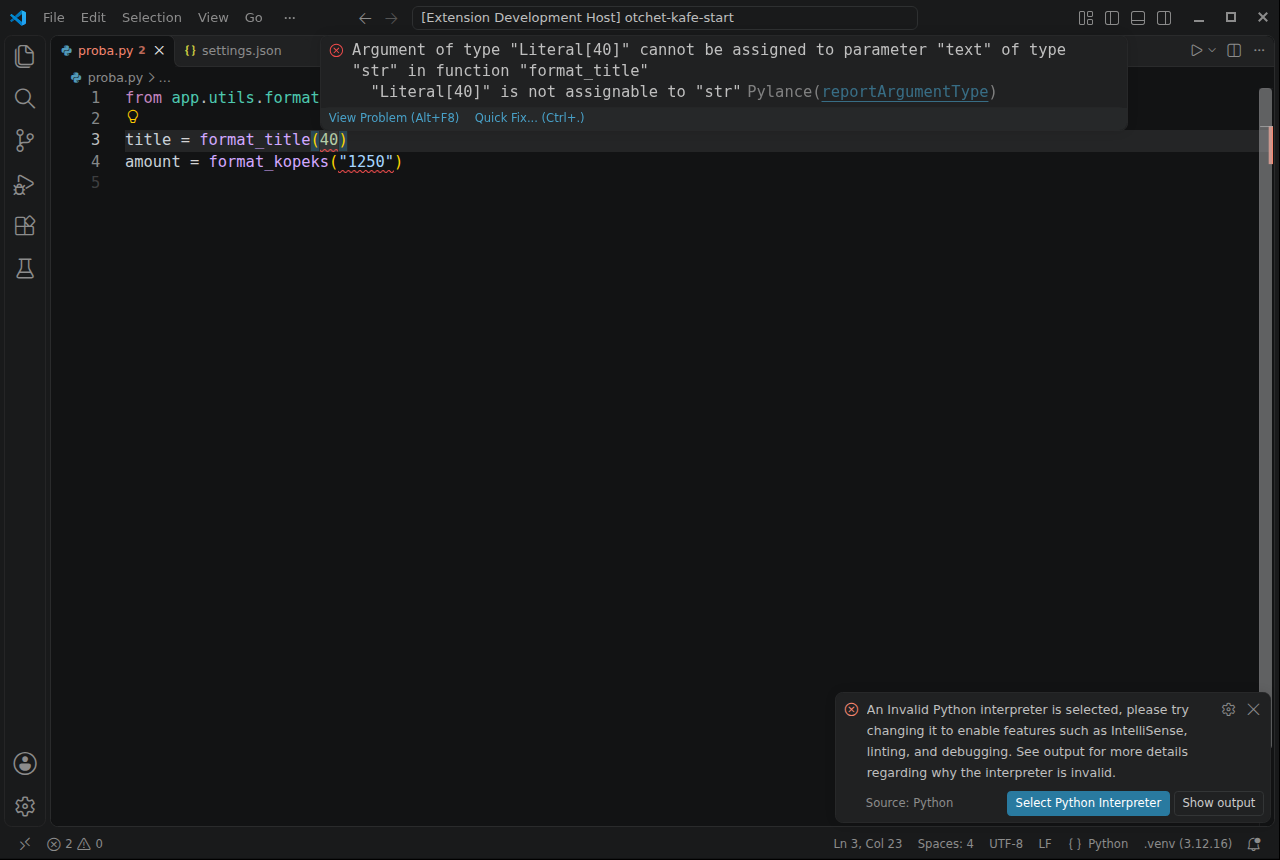 File Edit Selection View Go ···
[Extension Development Host] otchet-kafe-start
proba.py 2
{} settings.json
proba.py > ...
Argument of type "Literal[40]" cannot be assigned to parameter "text" of type
"str" in function "format_title"
"Literal[40]" is not assignable to "str" Pylance(reportArgumentType)
View Problem (Alt+F8) Quick Fix... (Ctrl+.)
1 from app.utils.format
2
3 title = format_title(40)
4 amount = format_kopeks("1250")
5
An Invalid Python interpreter is selected, please try
changing it to enable features such as IntelliSense,
linting, and debugging. See output for more details
regarding why the interpreter is invalid.
Source: Python
Select Python Interpreter
Show output
2 0
Ln 3, Col 23 Spaces: 4 UTF-8 LF {} Python .venv (3.12.16)